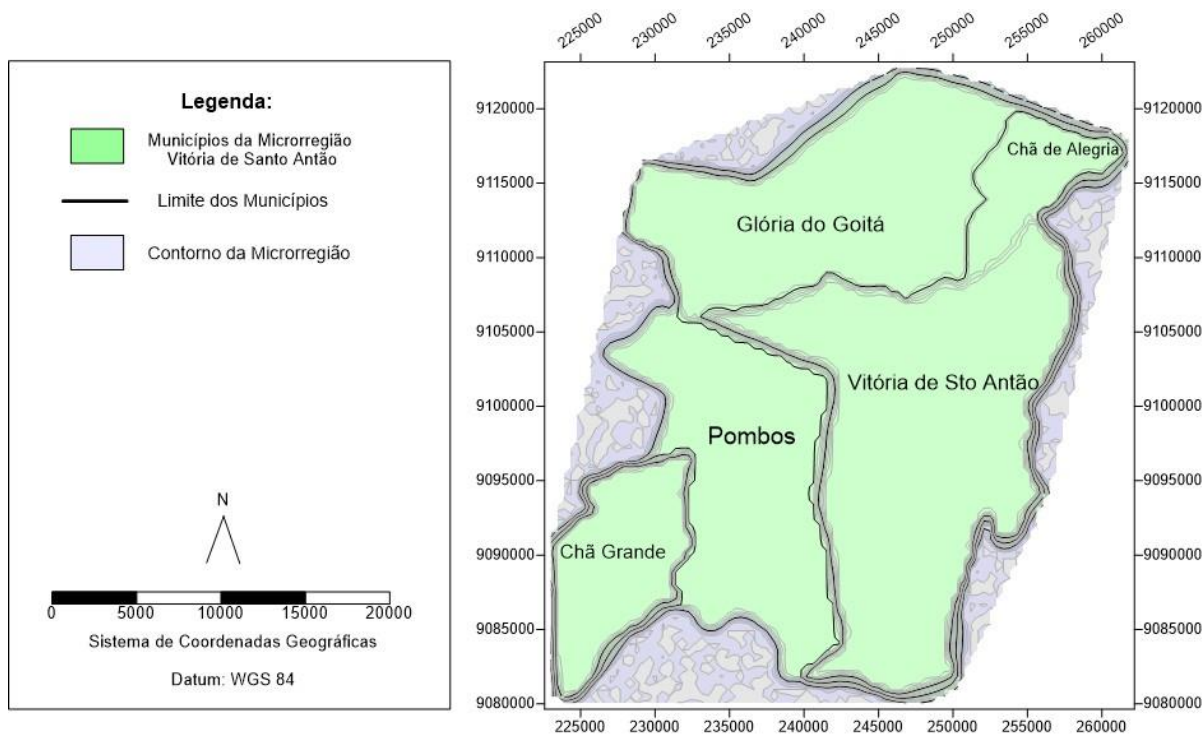 Legenda:
Municípios da Microrregião
Vitória de Santo Antão
Limite dos Municípios
Contorno da Microrregião
N
0 5000 10000 15000 20000
Sistema de Coordenadas Geográficas
Datum: WGS 84
225000 230000 235000 240000 245000 250000 255000 260000
9120000 9120000
Chã de Alegria
9115000 9115000
Glória do Goitá
9110000 9110000
9105000 9105000
Vitória de Sto Antão
9100000 9100000
Pombos
9095000 9095000
Chã Grande
9090000 9090000
9085000 9085000
9080000 9080000
225000 230000 235000 240000 245000 250000 255000 260000